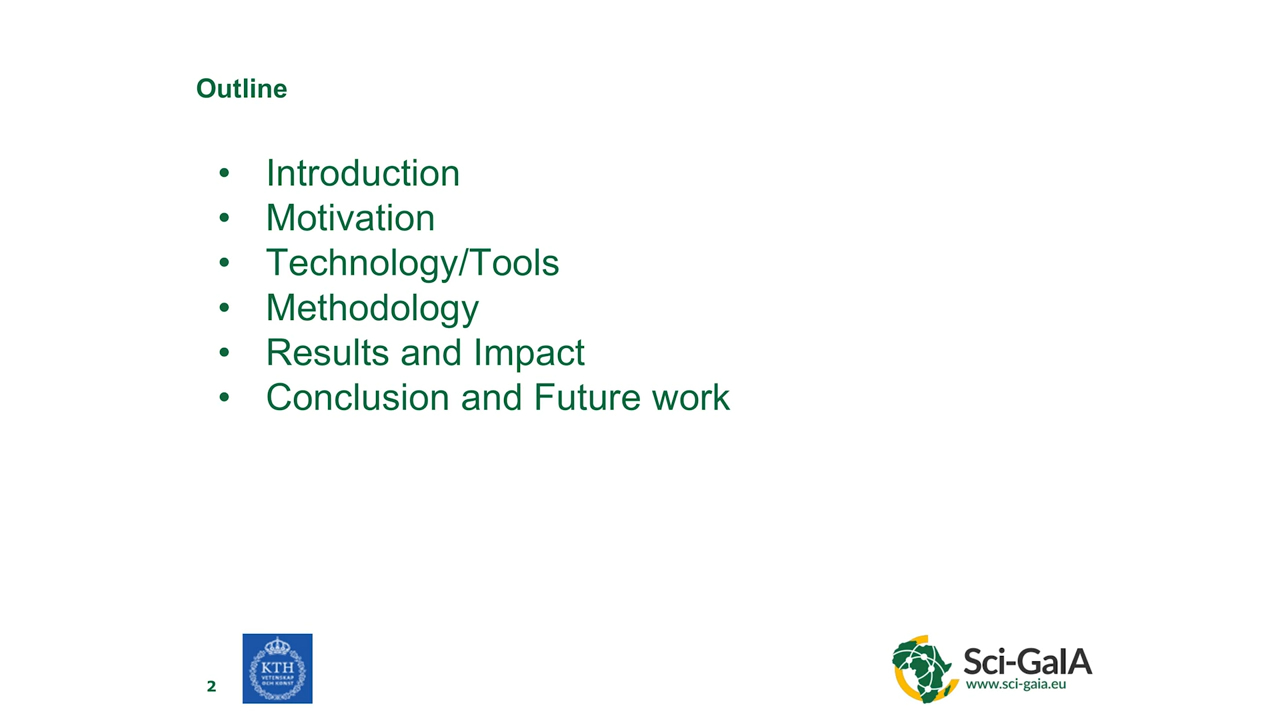 Outline
• Introduction
• Motivation
• Technology/Tools
• Methodology
• Results and Impact
• Conclusion and Future work
2
KTH
VETENSKAP
OCH KONST
Sci-GaIA
www.sci-gaia.eu